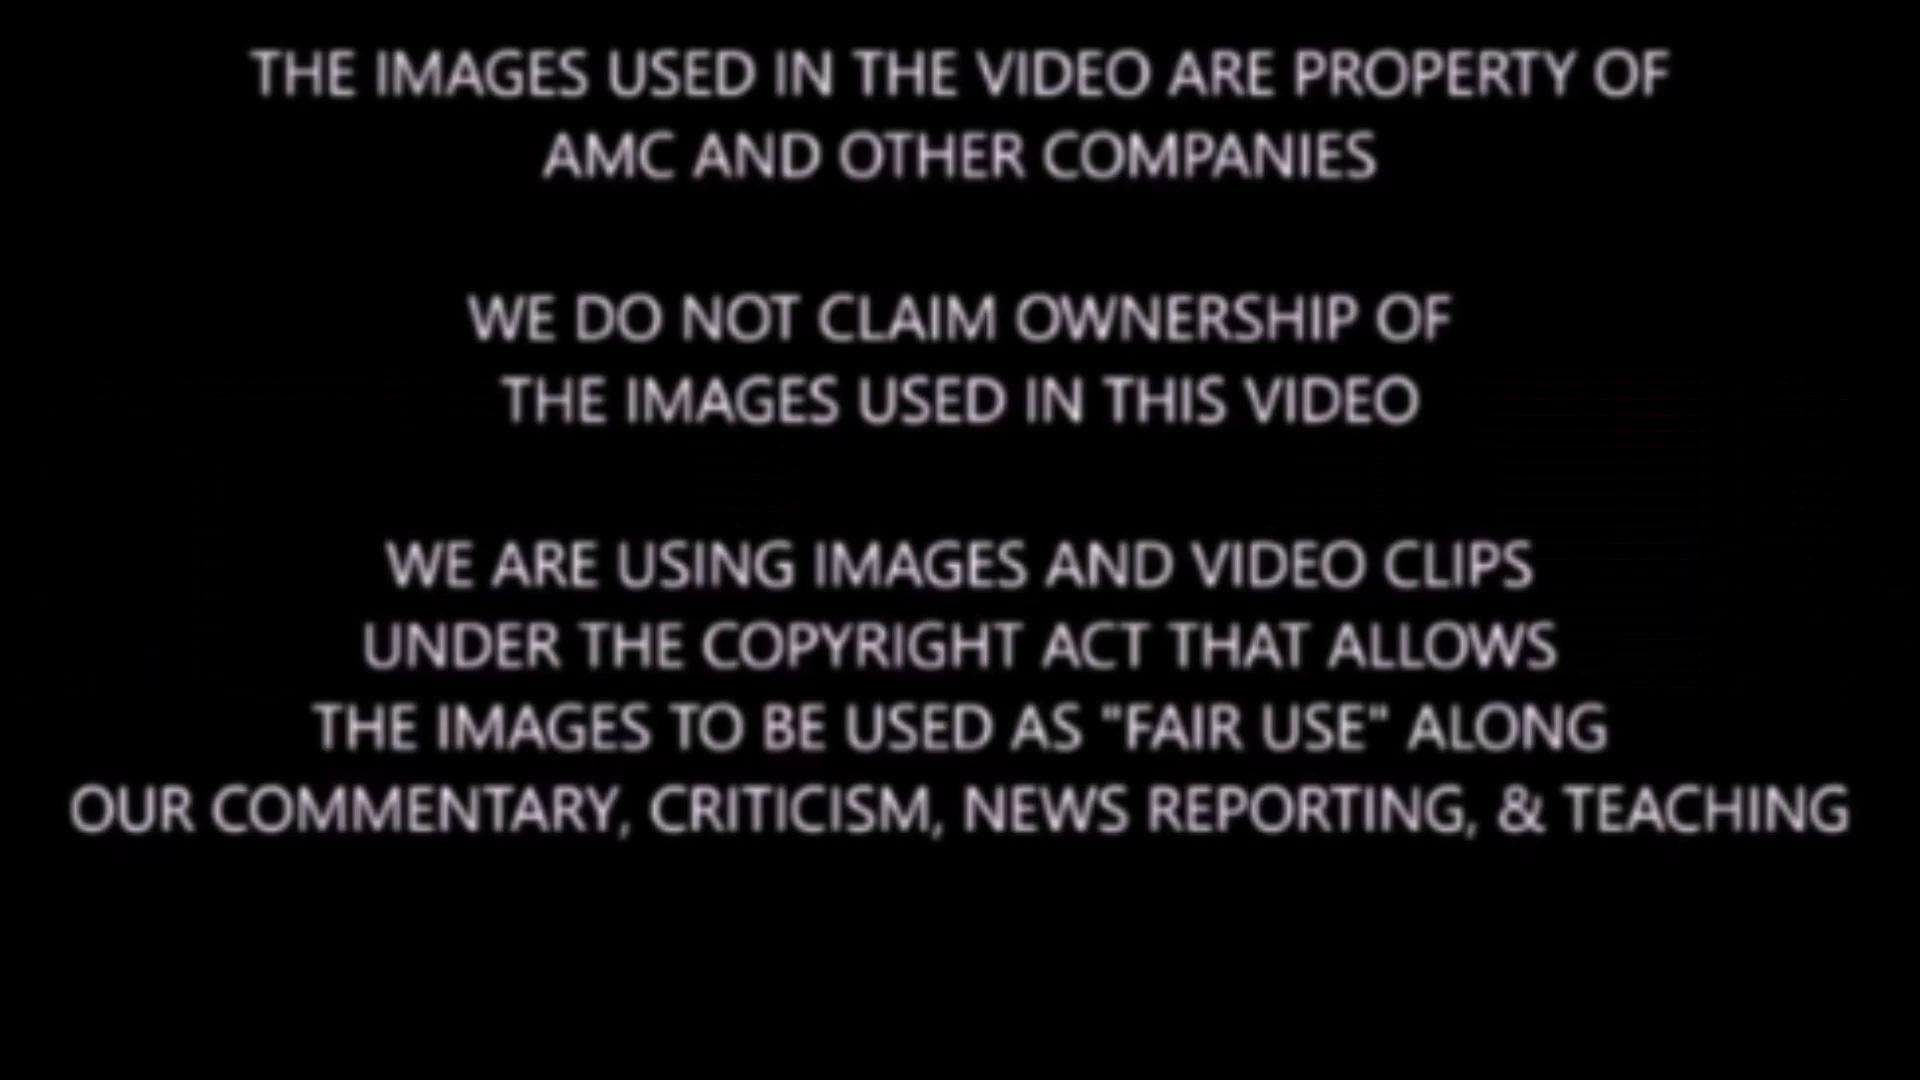 THE IMAGES USED IN THE VIDEO ARE PROPERTY OF
AMC AND OTHER COMPANIES
WE DO NOT CLAIM OWNERSHIP OF
THE IMAGES USED IN THIS VIDEO
WE ARE USING IMAGES AND VIDEO CLIPS
UNDER THE COPYRIGHT ACT THAT ALLOWS
THE IMAGES TO BE USED AS "FAIR USE" ALONG
OUR COMMENTARY, CRITICISM, NEWS REPORTING, & TEACHING